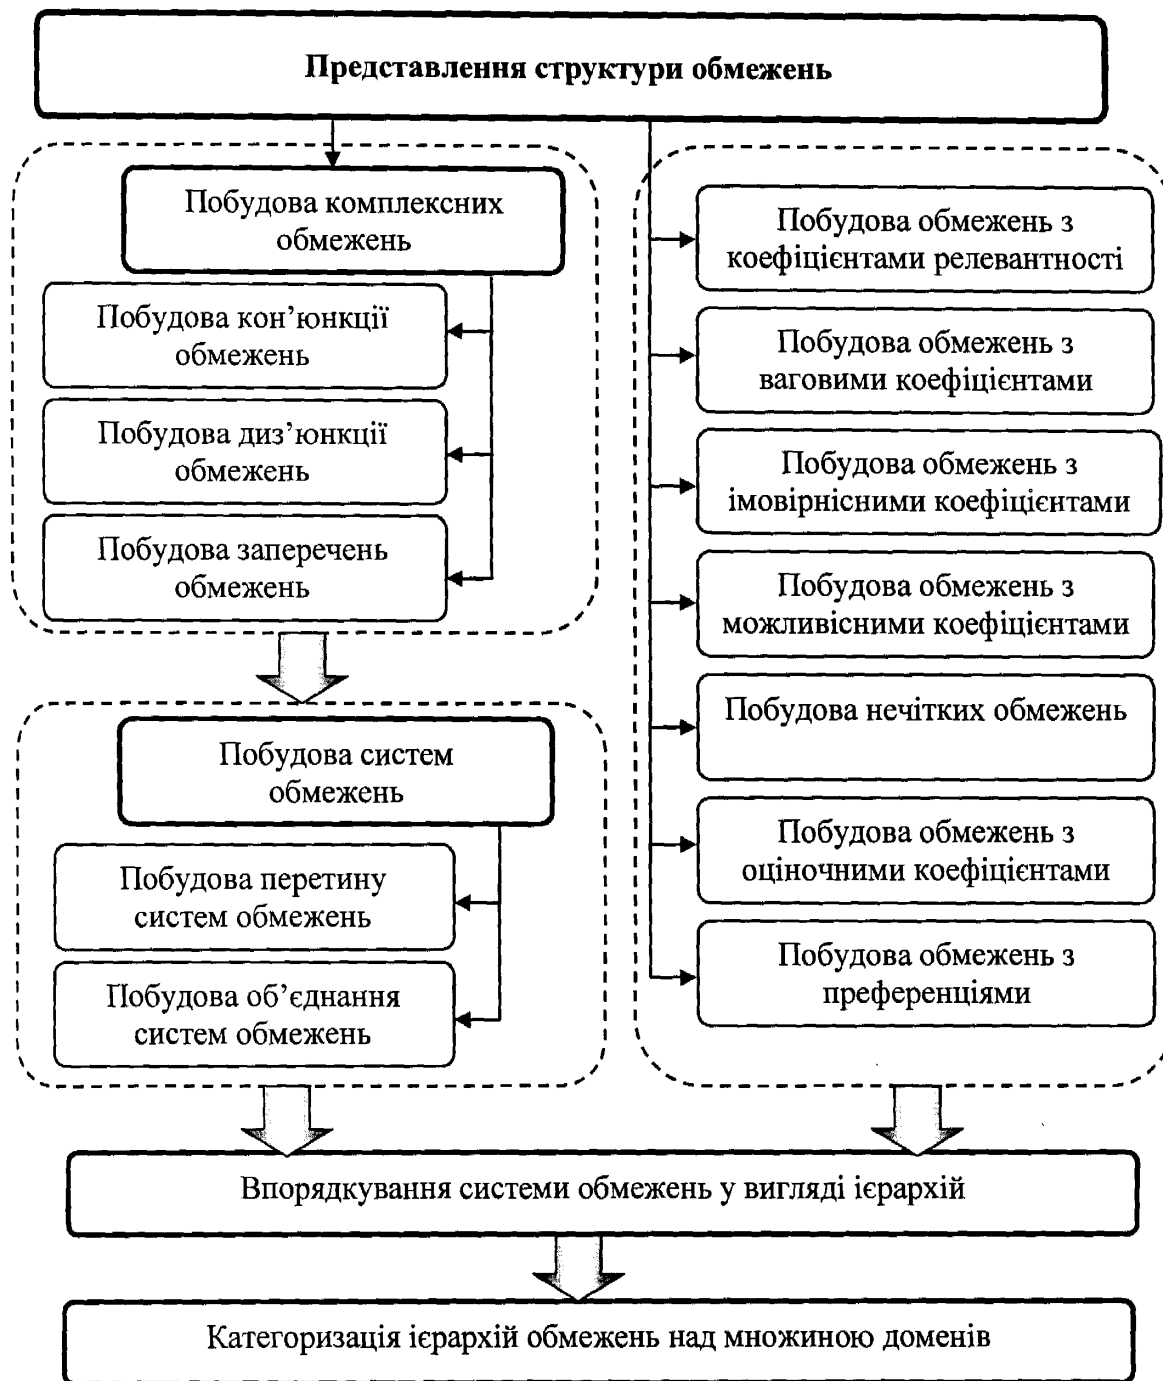 Представлення структури обмежень
Побудова комплексних
обмежень
Побудова кон’юнкції
обмежень
Побудова диз’юнкції
обмежень
Побудова заперечень
обмежень
Побудова систем
обмежень
Побудова перетину
систем обмежень
Побудова об’єднання
систем обмежень
Побудова обмежень з
коефіцієнтами релевантності
Побудова обмежень з
ваговими коефіцієнтами
Побудова обмежень з
імовірнісними коефіцієнтами
Побудова обмежень з
можливісними коефіцієнтами
Побудова нечітких обмежень
Побудова обмежень з
оціночними коефіцієнтами
Побудова обмежень з
преференціями
Впорядкування системи обмежень у вигляді ієрархій
Категоризація ієрархій обмежень над множиною доменів